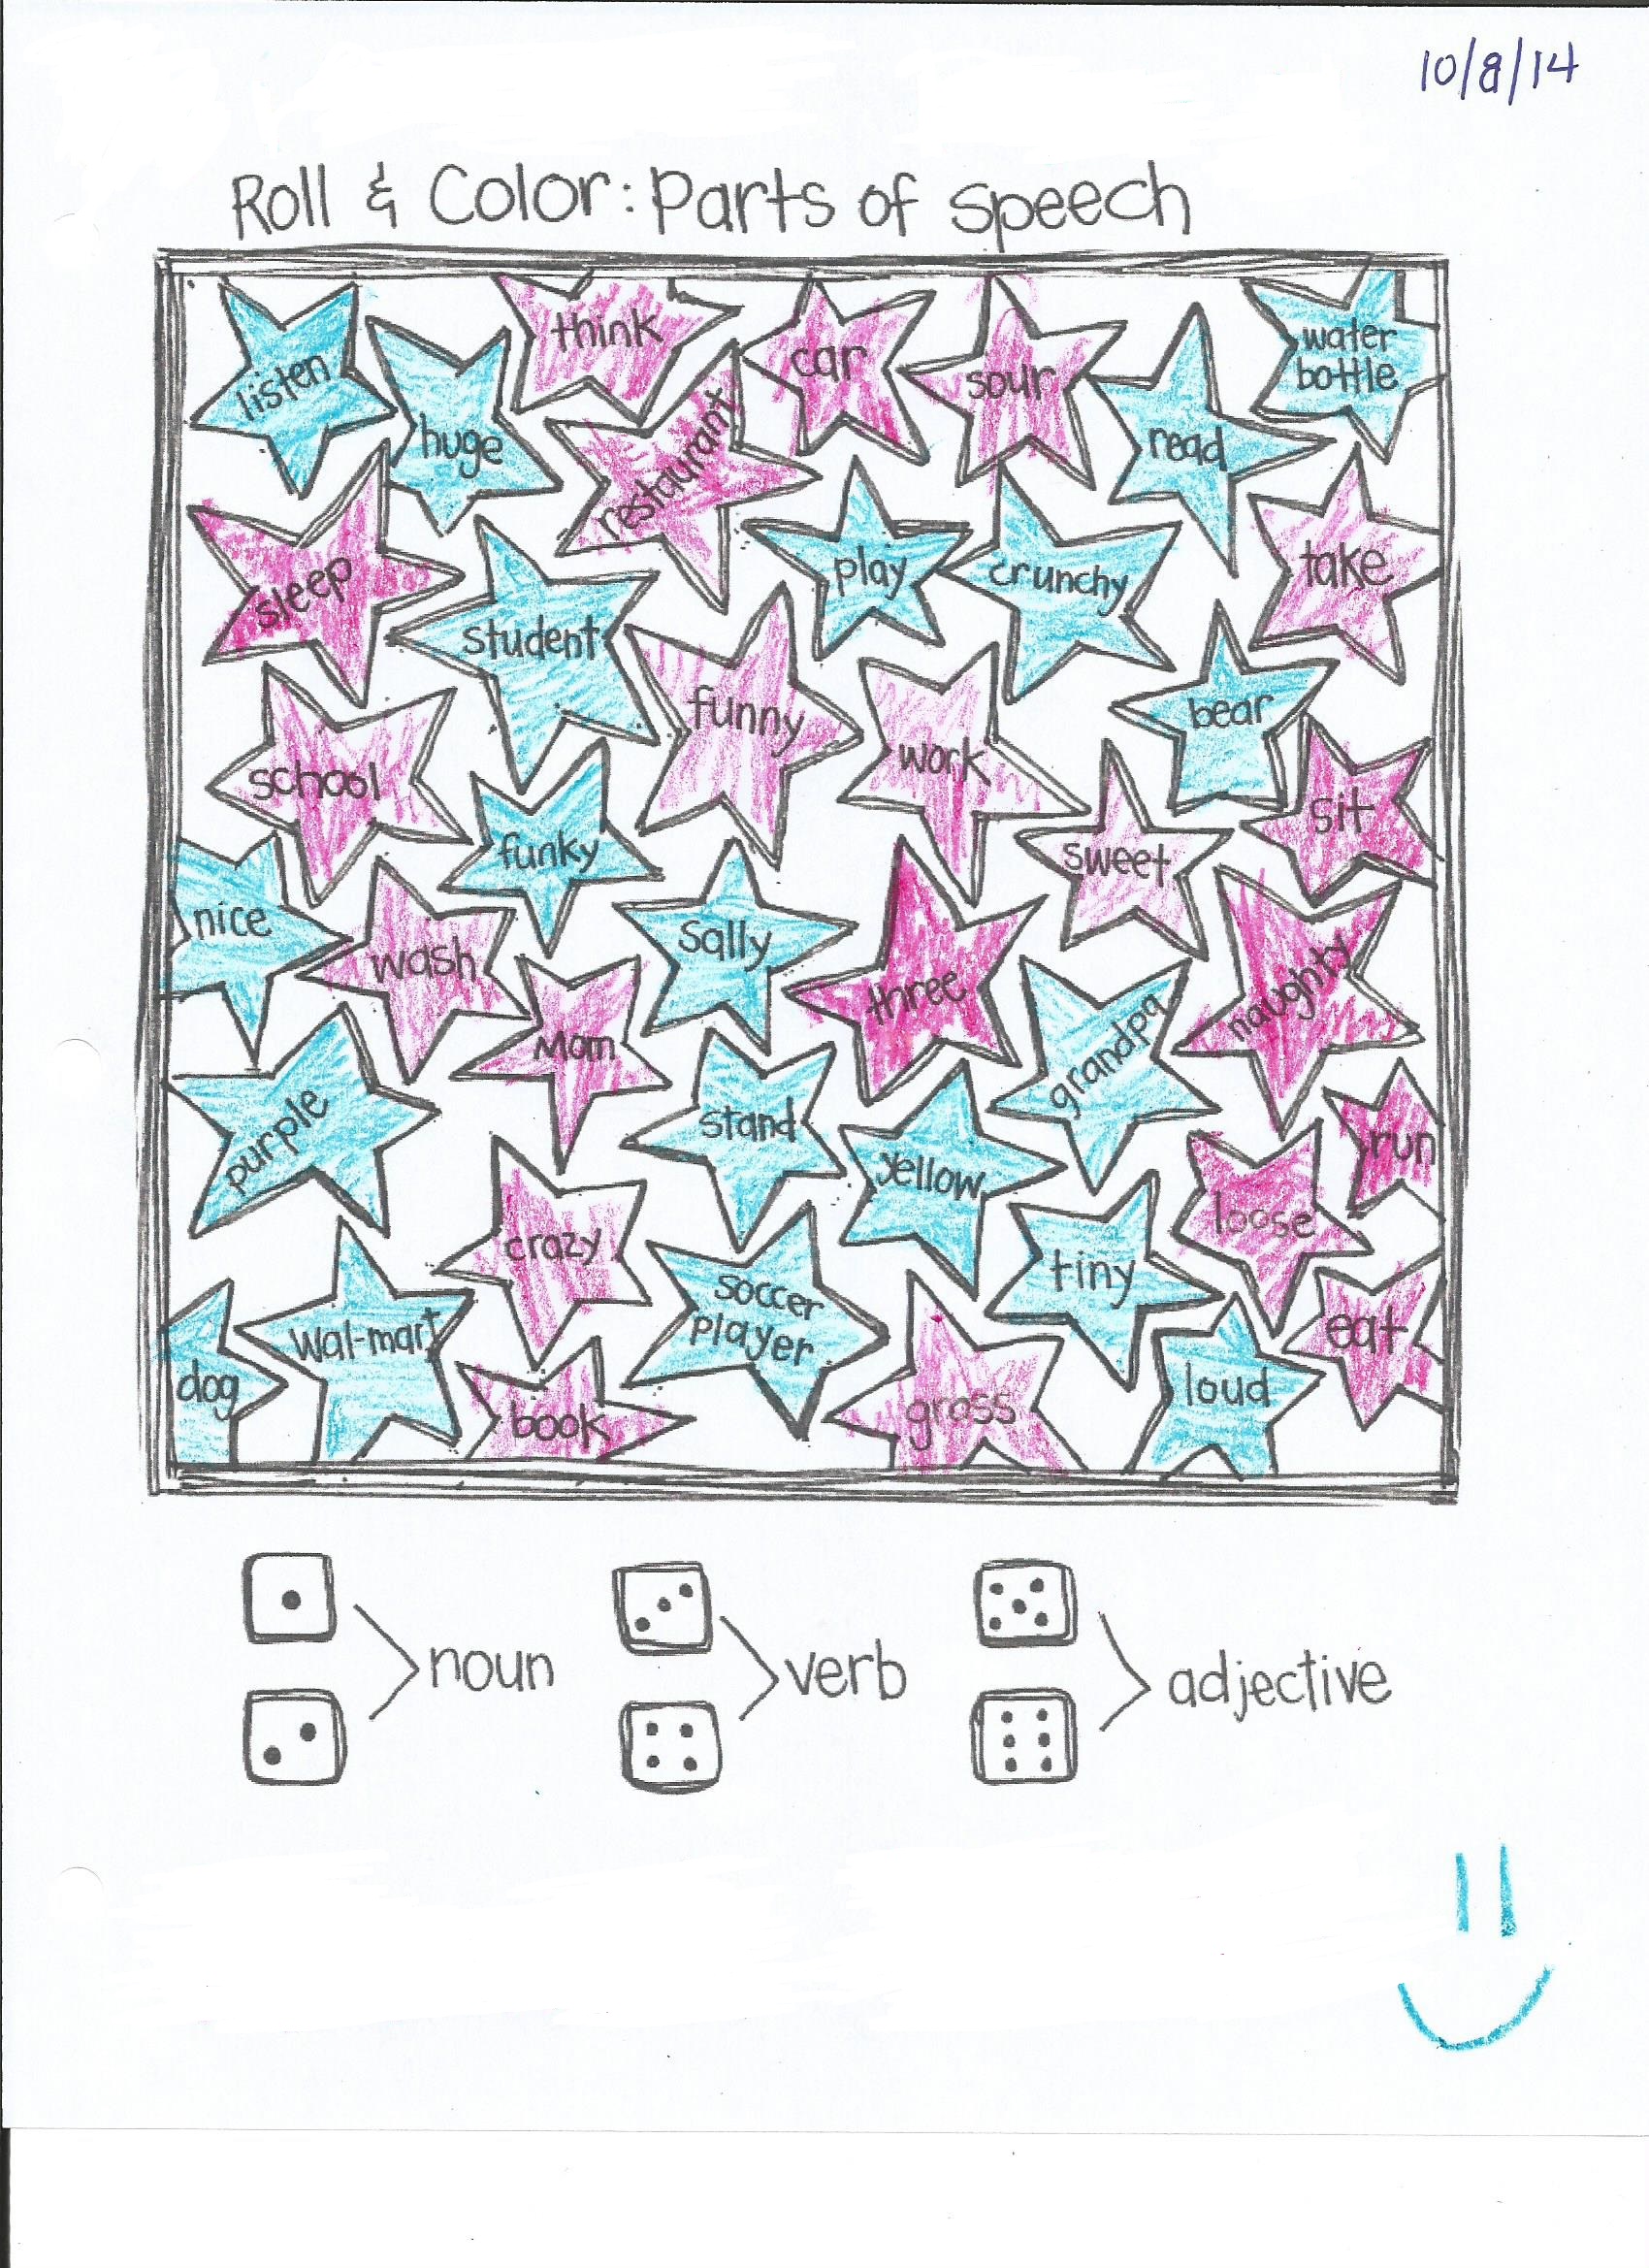 10/8/14
Roll & Color: Parts of speech
listen
huge
think
restaurant
car
sour
read
water
bottle
sleep
student
play
crunchy
take
school
funny
work
bear
sit
funky
sweet
nice
wash
Sally
three
naughty
Mom
grandpa
purple
stand
yellow
run
loose
crazy
tiny
soccer
player
eat
dog
Wal-mart
book
gross
loud
noun
verb
adjective